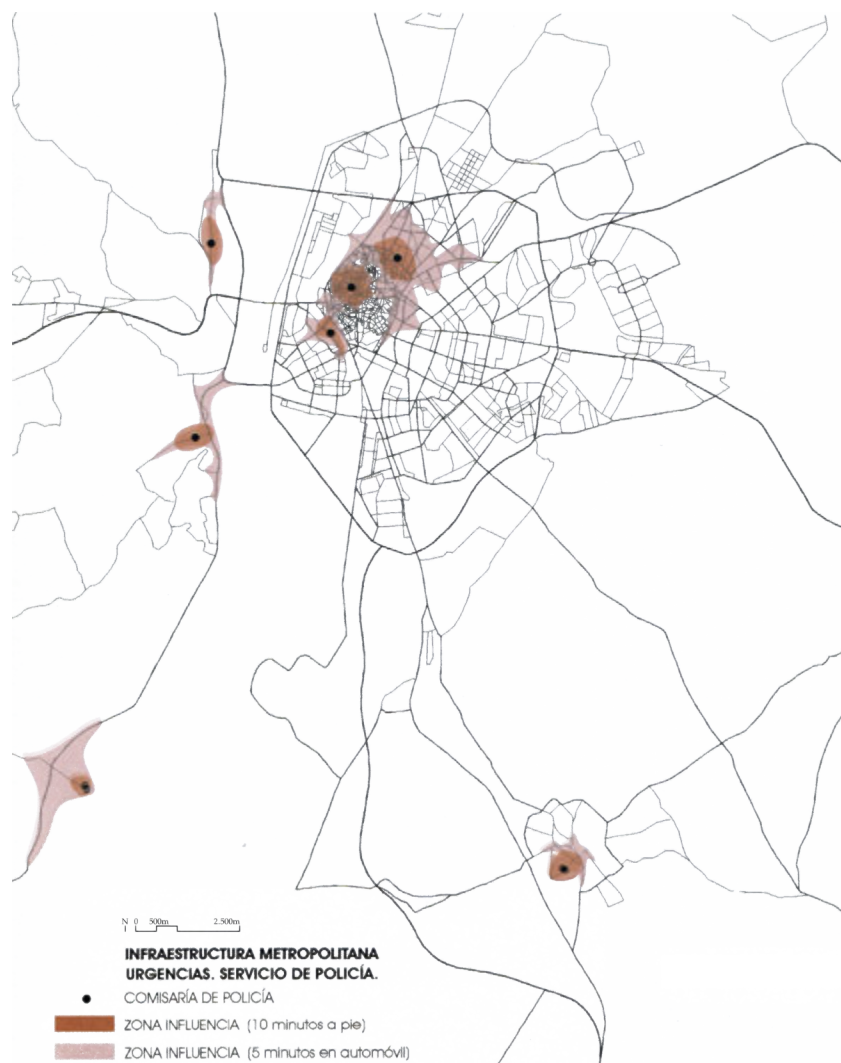 N 0 500m 2.500m
INFRAESTRUCTURA METROPOLITANA
URGENCIAS. SERVICIO DE POLICÍA.
COMISARÍA DE POLICÍA
ZONA INFLUENCIA (10 minutos a pie)
ZONA INFLUENCIA (5 minutos en automóvil)